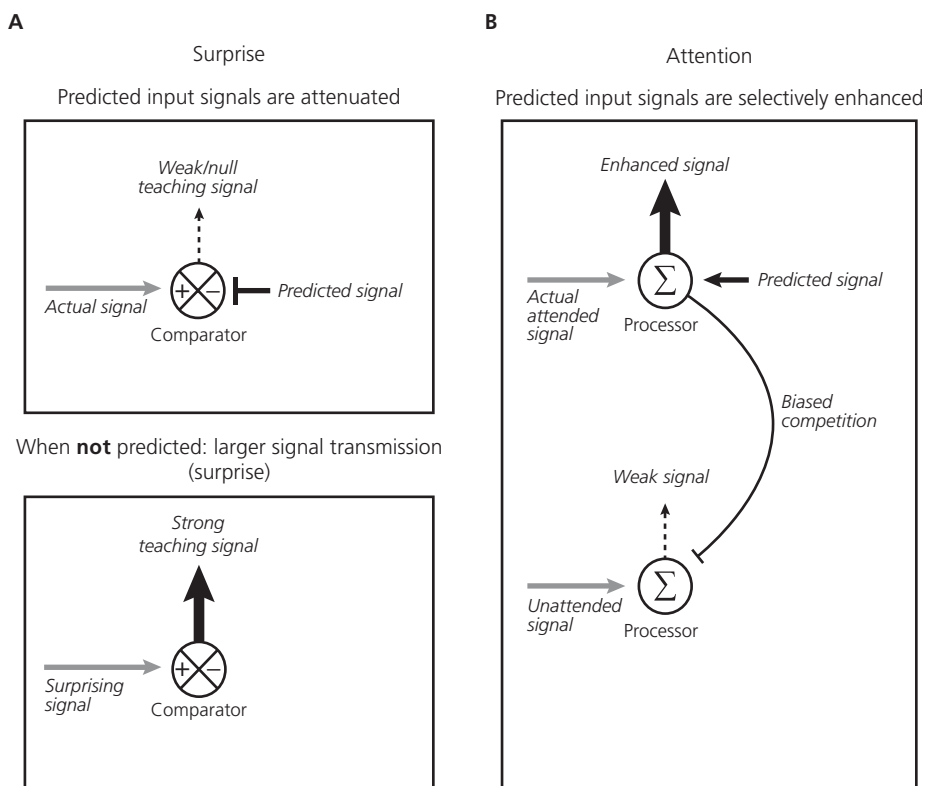 A
Surprise
Predicted input signals are attenuated
Weak/null
teaching signal
+ −
Actual signal
Predicted signal
Comparator
When not predicted: larger signal transmission
(surprise)
Strong
teaching signal
+ −
Surprising
signal
Comparator
B
Attention
Predicted input signals are selectively enhanced
Enhanced signal
Σ
Predicted signal
Actual
attended
signal
Processor
Biased
competition
Weak signal
Σ
Unattended
signal
Processor